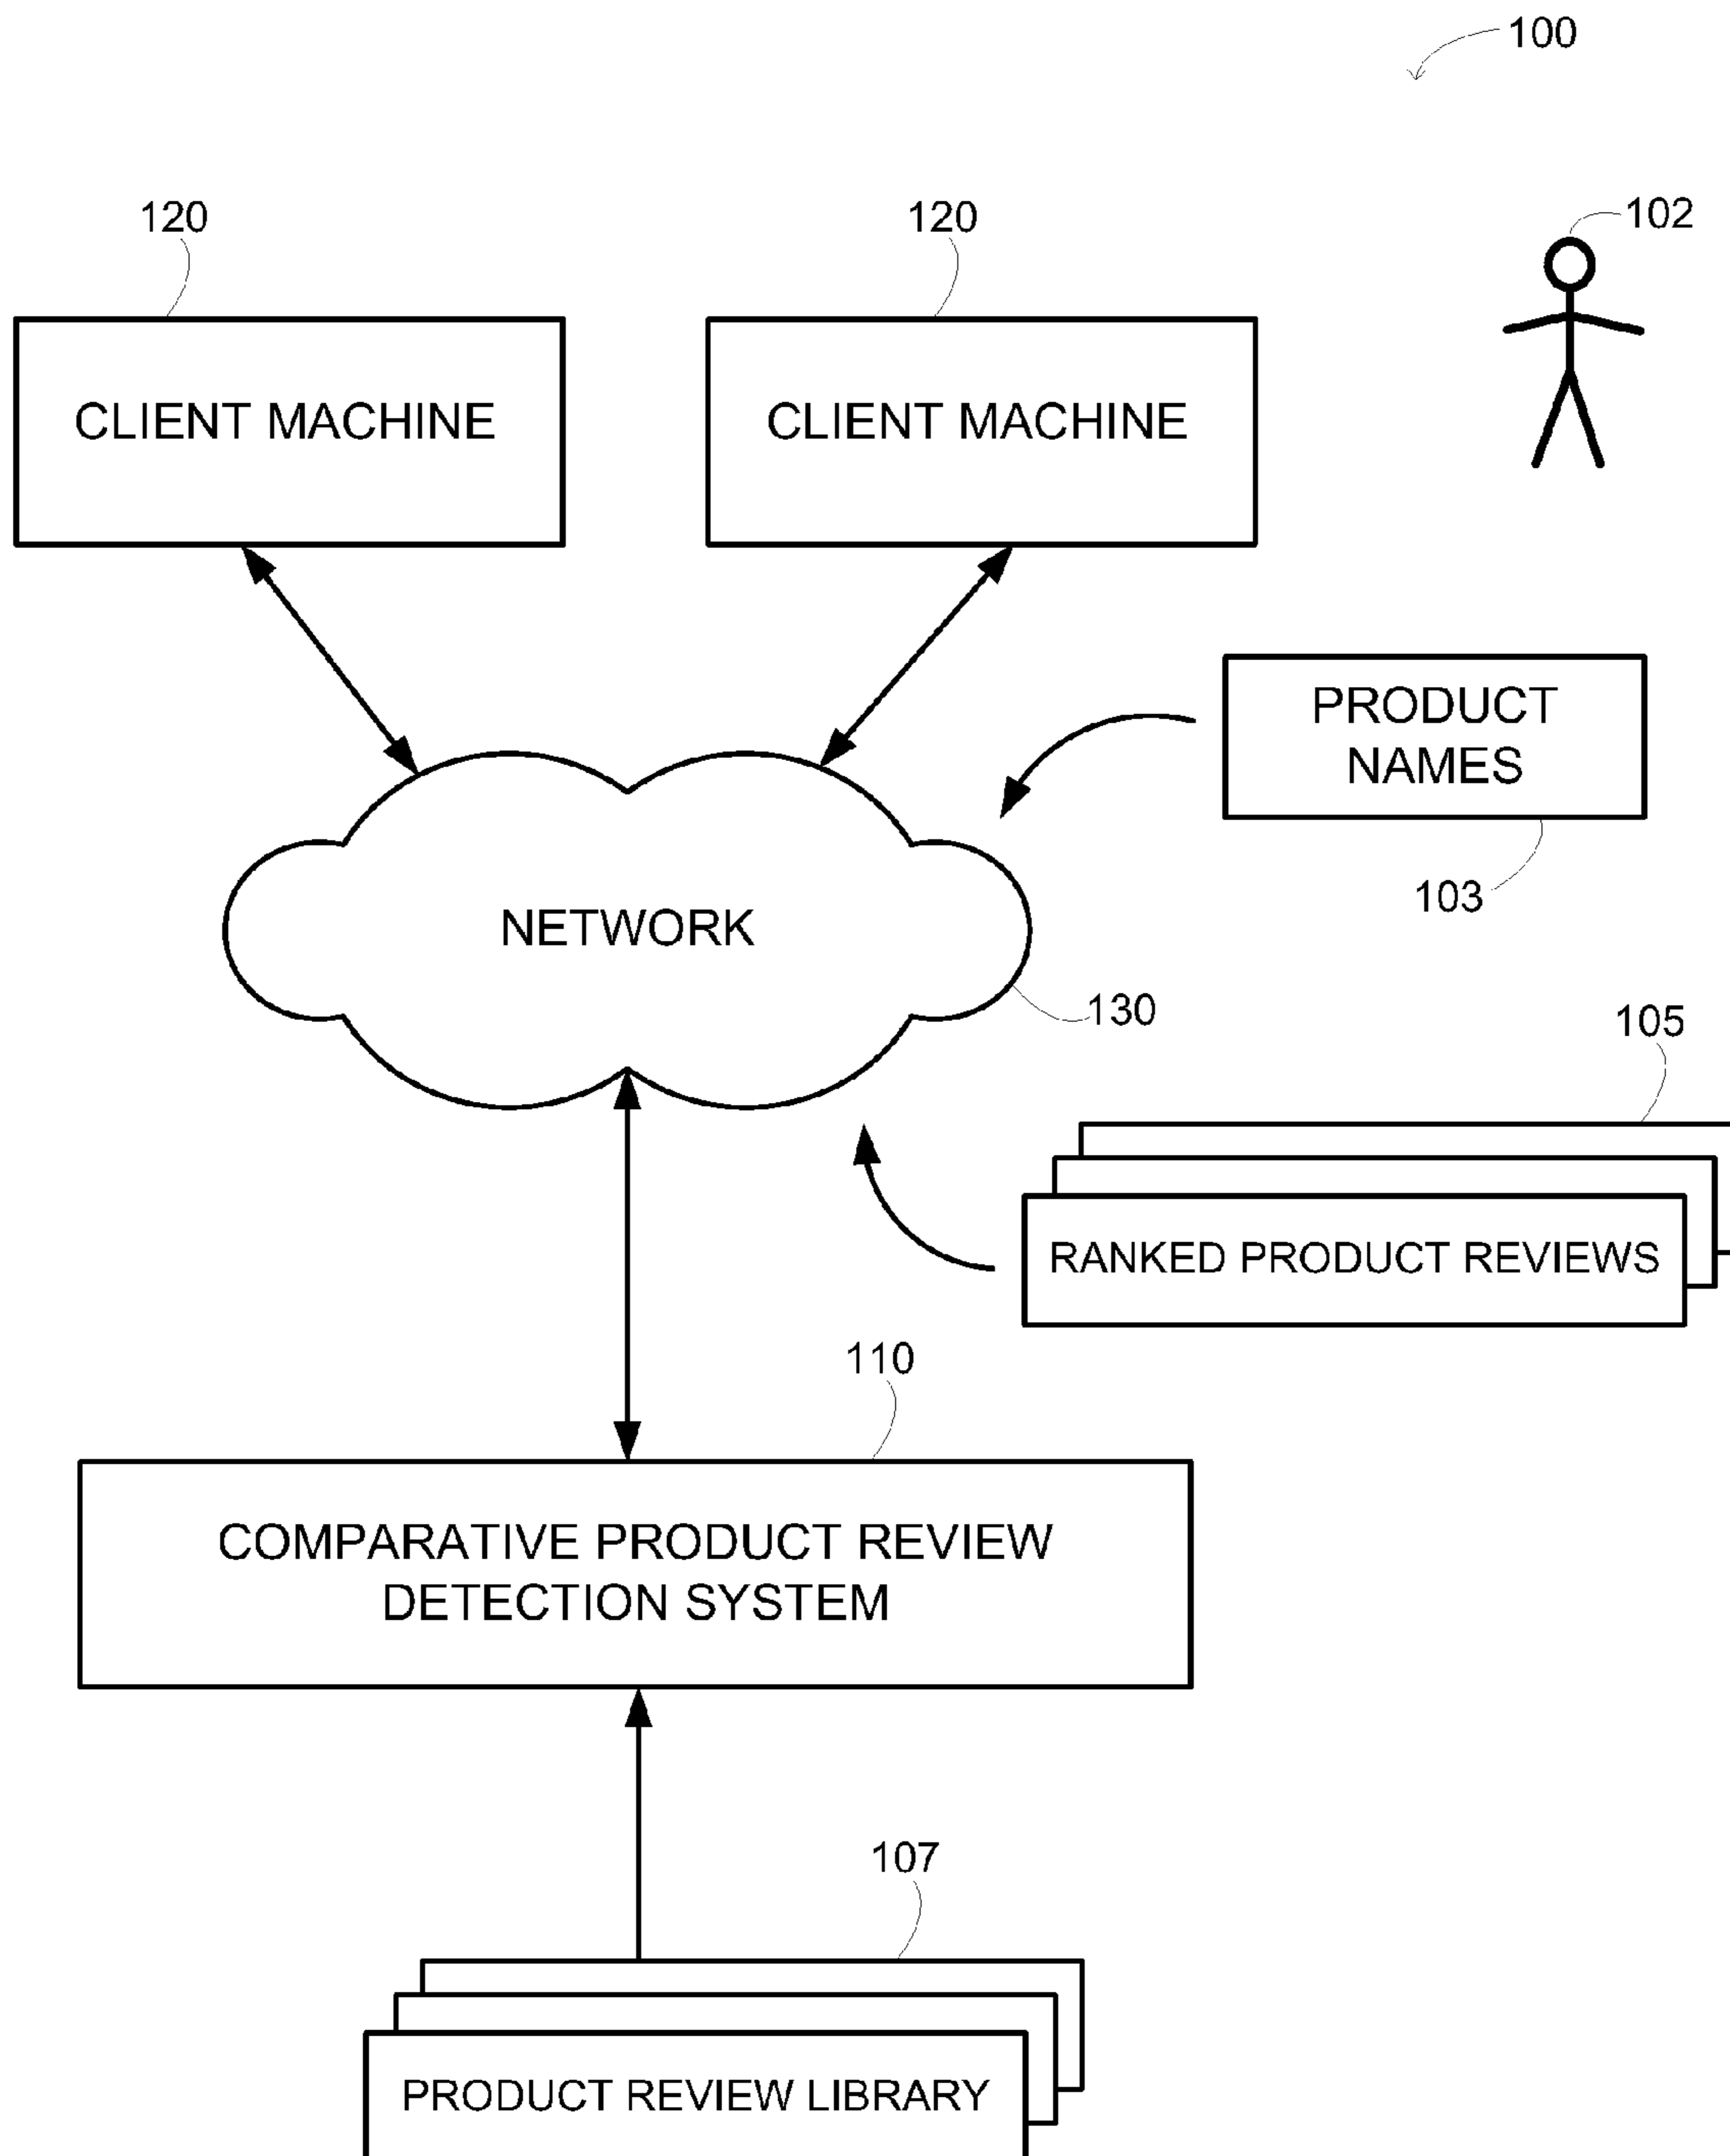 100
120
120
102
CLIENT MACHINE
CLIENT MACHINE
PRODUCT
NAMES
103
NETWORK
130
105
RANKED PRODUCT REVIEWS
110
COMPARATIVE PRODUCT REVIEW
DETECTION SYSTEM
107
PRODUCT REVIEW LIBRARY